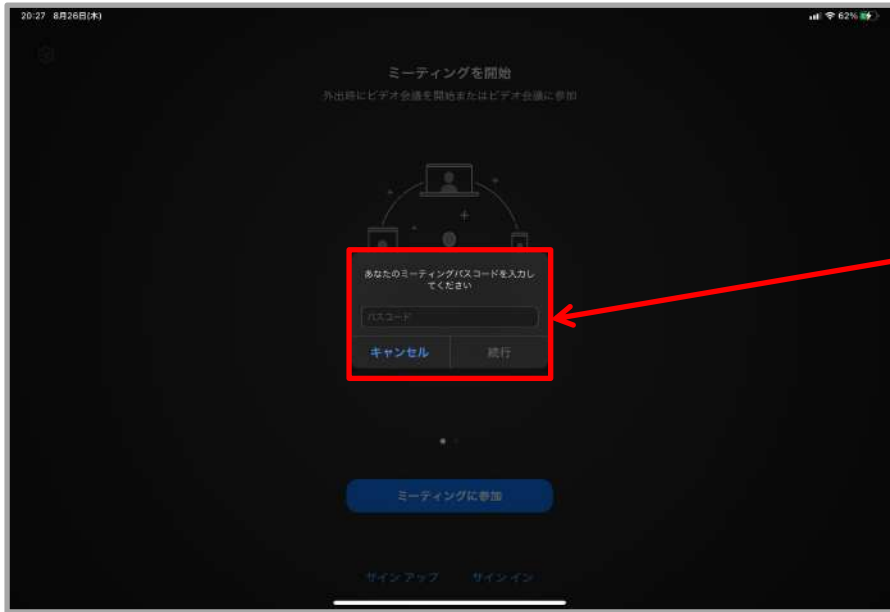 20:27 8月26日(木)
62%
ミーティングを開始
外出時にビデオ会議を開始またはビデオ会議に参加
あなたのミーティングパスコードを入力し
てください
パスコード
キャンセル 続行
ミーティングに参加
サイン アップ サイン イン